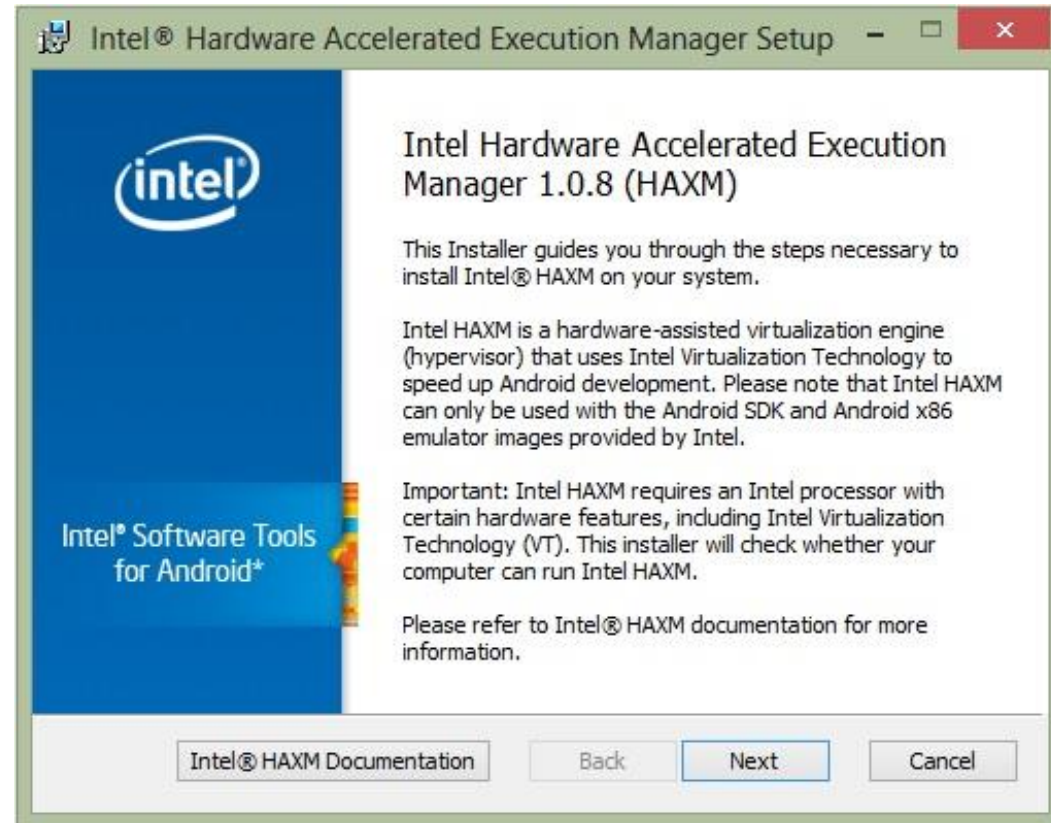 Intel® Hardware Accelerated Execution Manager Setup
intel
Intel® Software Tools
for Android*
Intel Hardware Accelerated Execution
Manager 1.0.8 (HAXM)
This Installer guides you through the steps necessary to
install Intel® HAXM on your system.
Intel HAXM is a hardware-assisted virtualization engine
(hypervisor) that uses Intel Virtualization Technology to
speed up Android development. Please note that Intel HAXM
can only be used with the Android SDK and Android x86
emulator images provided by Intel.
Important: Intel HAXM requires an Intel processor with
certain hardware features, including Intel Virtualization
Technology (VT). This installer will check whether your
computer can run Intel HAXM.
Please refer to Intel® HAXM documentation for more
information.
Intel® HAXM Documentation Back Next Cancel